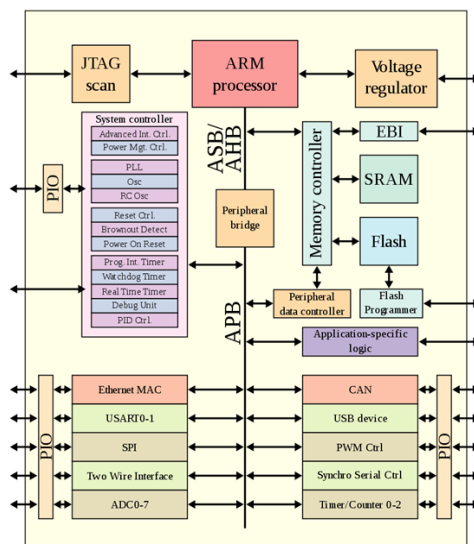 JTAG
scan
ARM
processor
Voltage
regulator
System controller
Advanced Int. Ctrl.
Power Mgt. Ctrl.
PLL
Osc
RC Osc
Reset Ctrl.
Brownout Detect
Power On Reset
Prog. Int. Timer
Watchdog Timer
Real Time Timer
Debug Unit
PID Ctrl.
PIO
ASB/
AHB
Peripheral
bridge
APB
Memory controller
EBI
SRAM
Flash
Peripheral
data controller
Flash
Programmer
Application-specific
logic
PIO
Ethernet MAC
USART0-1
SPI
Two Wire Interface
ADC0-7
CAN
USB device
PWM Ctrl
Synchro Serial Ctrl
Timer/Counter 0-2
PIO